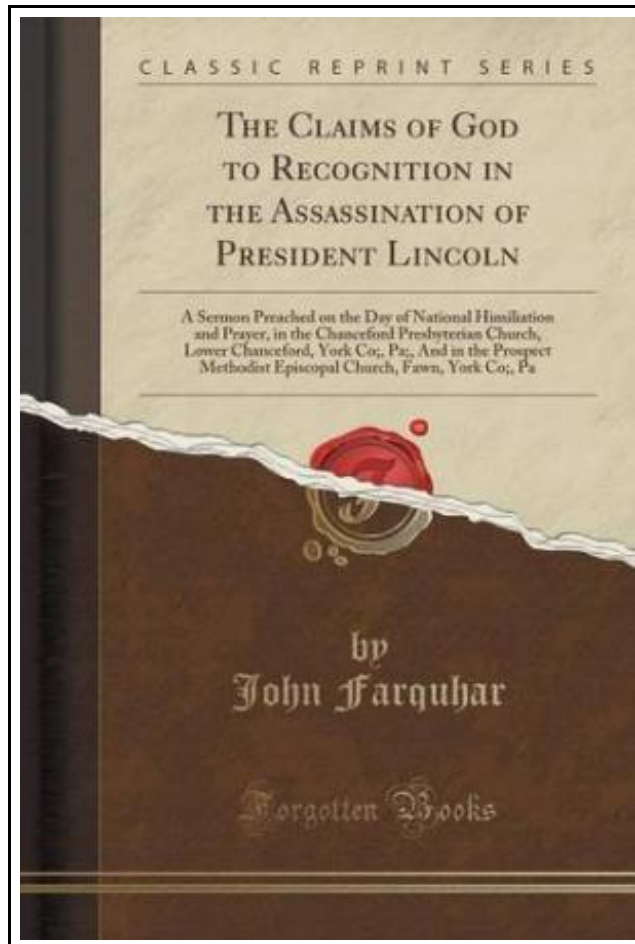 CLASSIC REPRINT SERIES
THE CLAIMS OF GOD
TO RECOGNITION IN
THE ASSASSINATION OF
PRESIDENT LINCOLN
A Sermon Preached on the Day of National Himiliation
and Prayer, in the Chanceford Presbyterian Church,
Lower Chanceford, York Co;, Pa;, And in the Prospect
Methodist Episcopal Church, Fawn, York Co;, Pa
by
John Farquhar
Forgotten Books